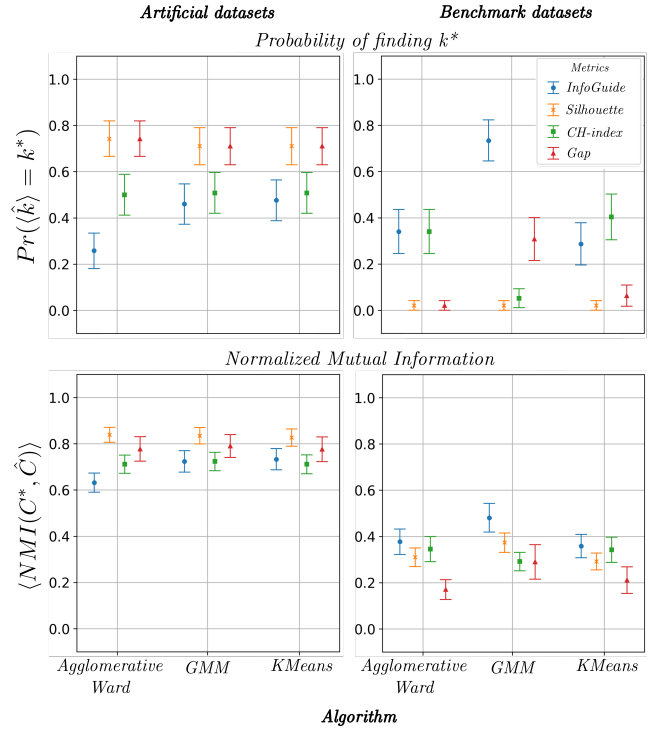 Artificial datasets
Benchmark datasets
Probability of finding k*
Pr(⟨k̂⟩ = k*)
1.0
0.8
0.6
0.4
0.2
0.0
1.0
0.8
0.6
0.4
0.2
0.0
Metrics
InfoGuide
Silhouette
CH-index
Gap
Normalized Mutual Information
⟨NMI(C*, Ĉ)⟩
1.0
0.8
0.6
0.4
0.2
0.0
1.0
0.8
0.6
0.4
0.2
0.0
Agglomerative
Ward
GMM
KMeans
Agglomerative
Ward
GMM
KMeans
Algorithm